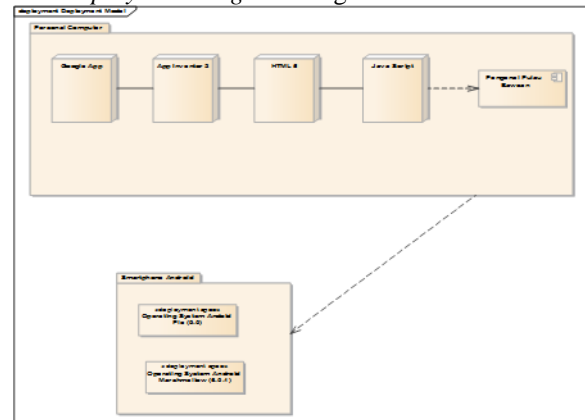 deployment Deployment Model
Personal Computer
Google App
App Inventor 2
HTML 5
Java Script
Pengenal Pulau
Bawean
Smartphone Android
«deployment spec»
Operating System Android
Pie (9.0)
«deployment spec»
Operating System Android
Marshmallow (6.0.1)